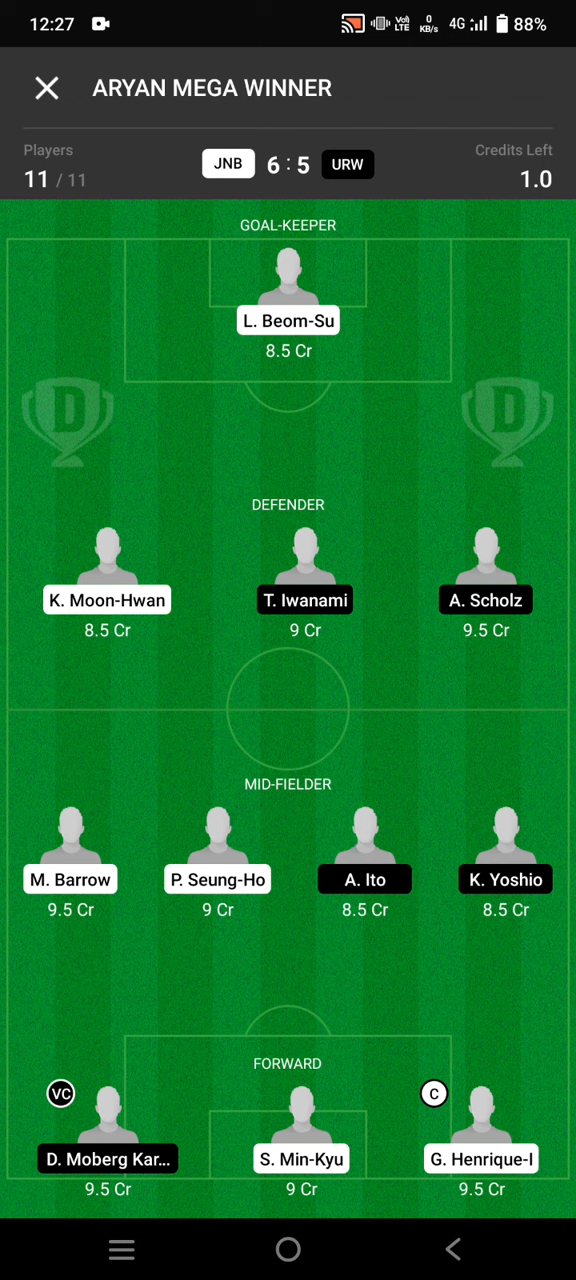 12:27 Vo) LTE 0 KB/s 4G 88%
ARYAN MEGA WINNER
Players Credits Left
11 / 11 JNB 6 : 5 URW 1.0
GOAL-KEEPER
L. Beom-Su
8.5 Cr
D D
DEFENDER
K. Moon-Hwan T. Iwanami A. Scholz
8.5 Cr 9 Cr 9.5 Cr
MID-FIELDER
M. Barrow P. Seung-Ho A. Ito K. Yoshio
9.5 Cr 9 Cr 8.5 Cr 8.5 Cr
FORWARD
VC C
D. Moberg Kar... S. Min-Kyu G. Henrique-I
9.5 Cr 9 Cr 9.5 Cr